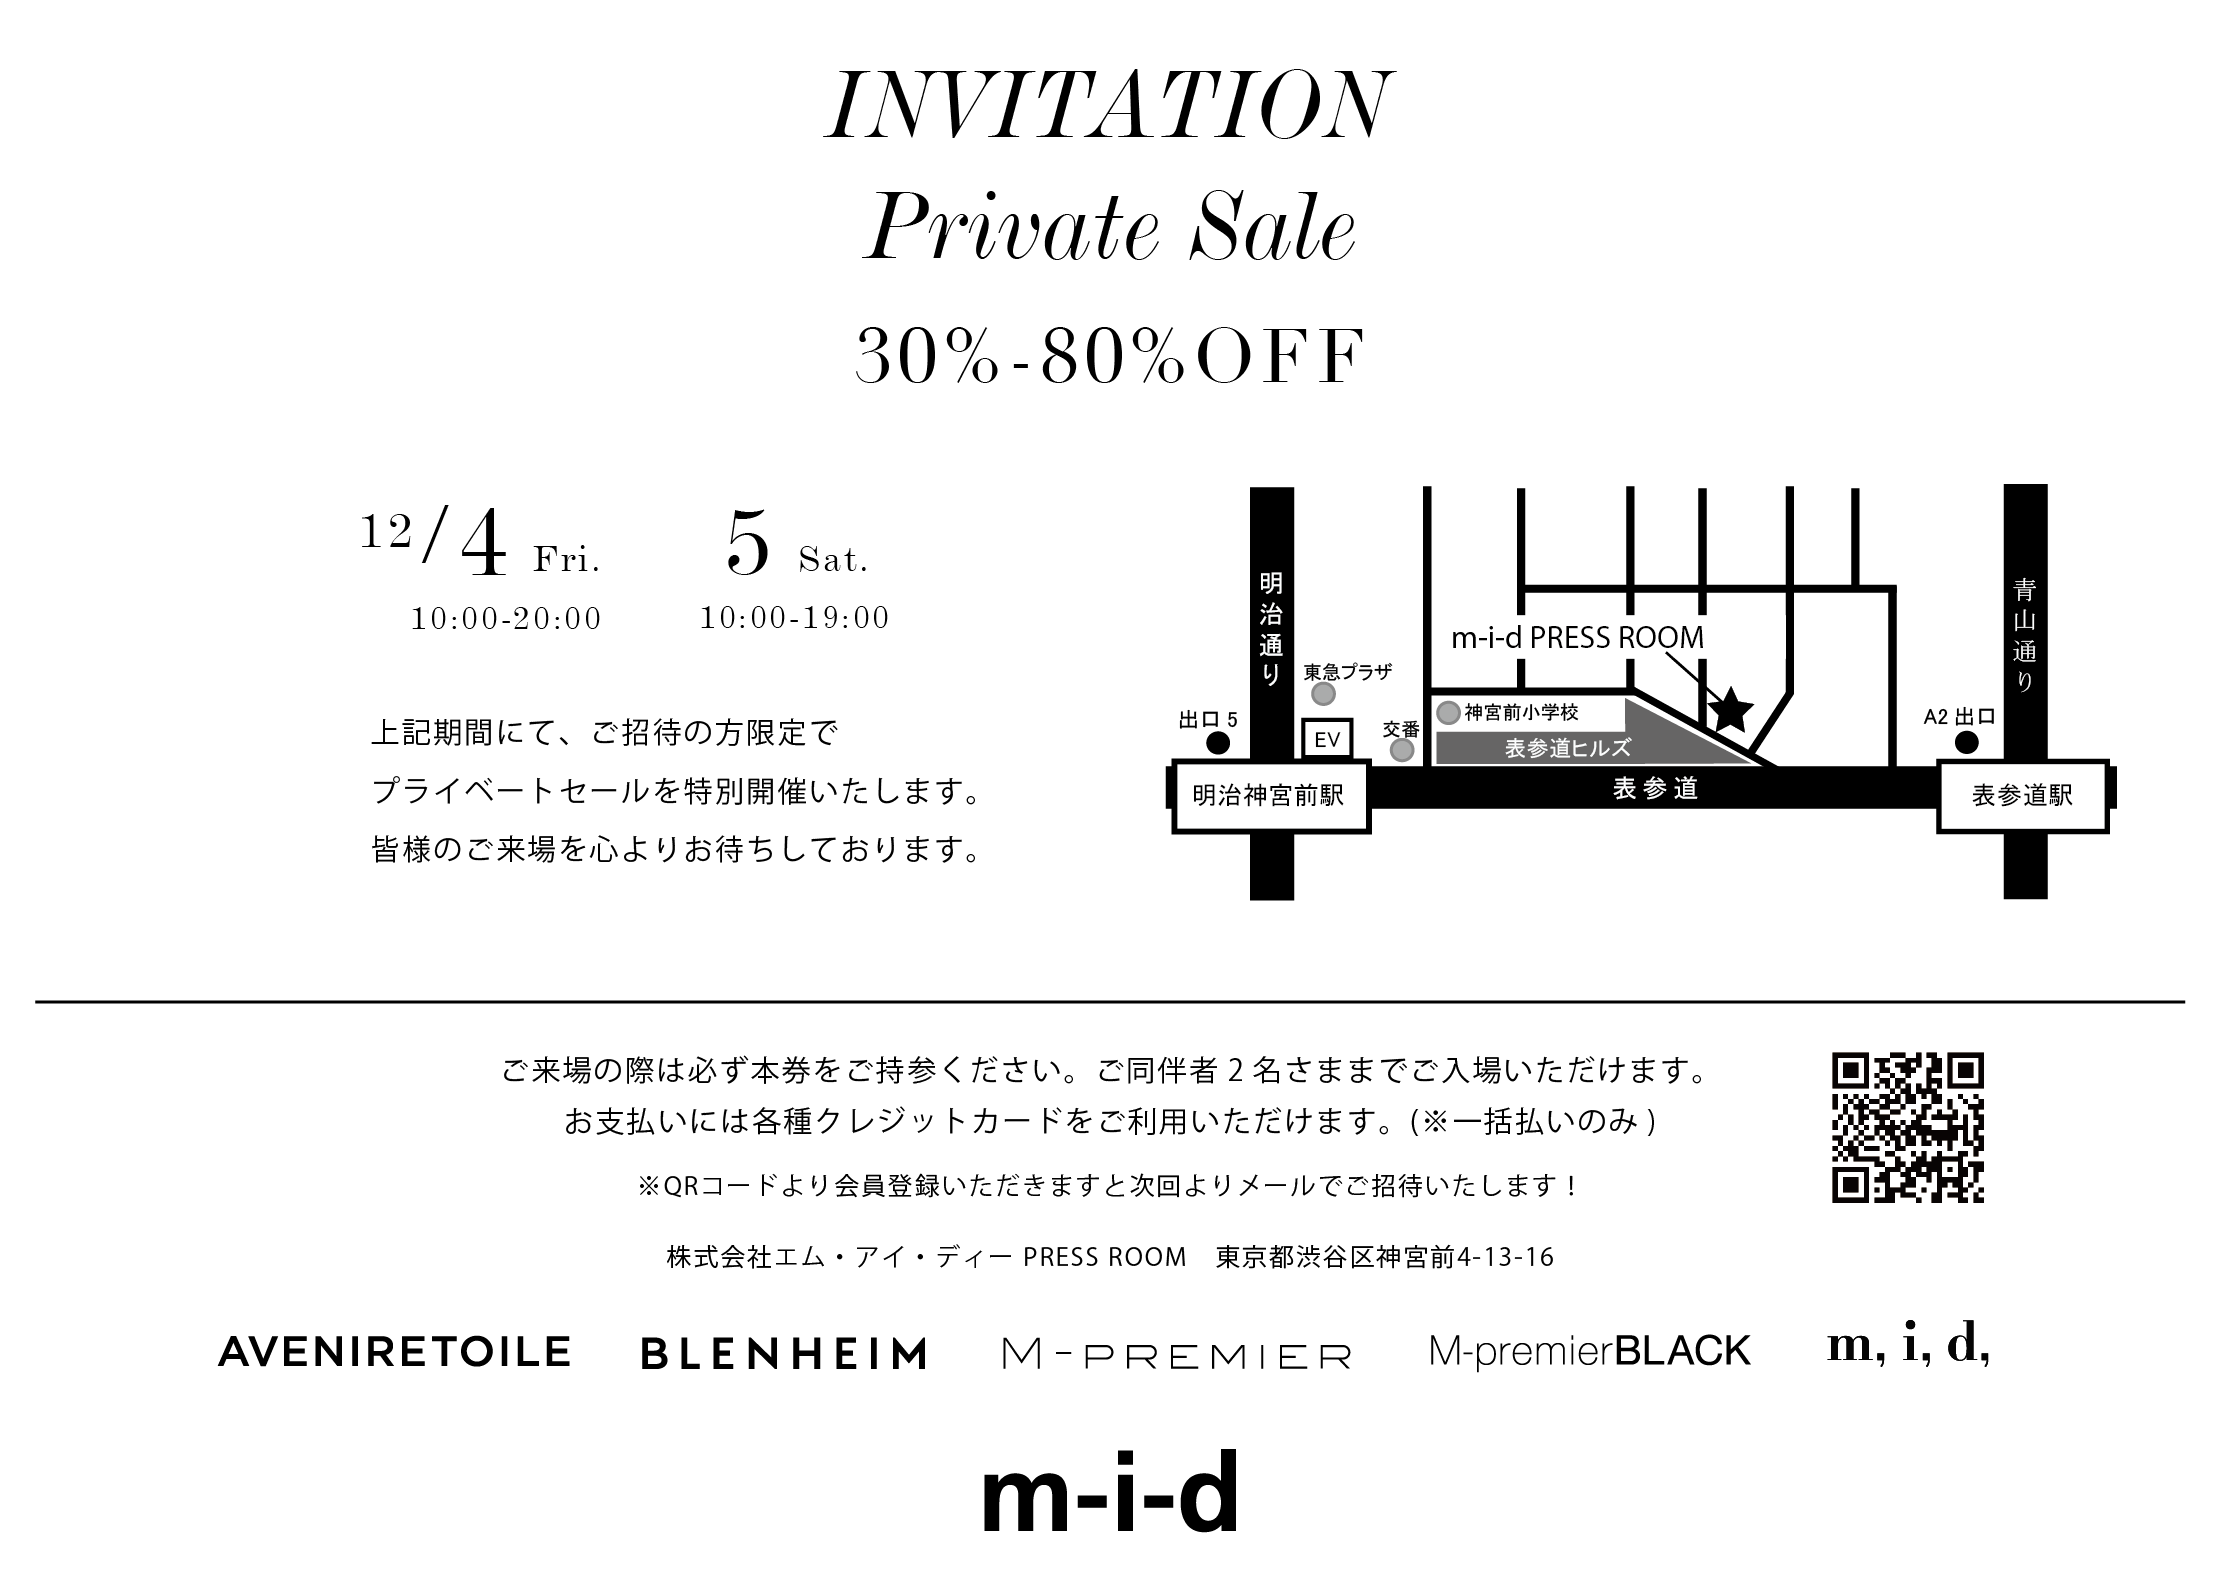 INVITATION
Private Sale
30%-80%OFF
12/4 Fri. 5 Sat.
10:00-20:00 10:00-19:00
上記期間にて、ご招待の方限定で
プライベートセールを特別開催いたします。
皆様のご来場を心よりお待ちしております。
明治通り
青山通り
m-i-d PRESS ROOM
東急プラザ
出口 5
EV
交番
神宮前小学校
表参道ヒルズ
A2 出口
明治神宮前駅
表参道
表参道駅
ご来場の際は必ず本券をご持参ください。ご同伴者 2 名さままでご入場いただけます。
お支払いには各種クレジットカードをご利用いただけます。(※一括払いのみ )
※QRコードより会員登録いただきますと次回よりメールでご招待いたします！
株式会社エム・アイ・ディー PRESS ROOM　東京都渋谷区神宮前4-13-16
AVENIRETOILE BLENHEIM M-PREMIER M-premierBLACK m, i, d,
m-i-d